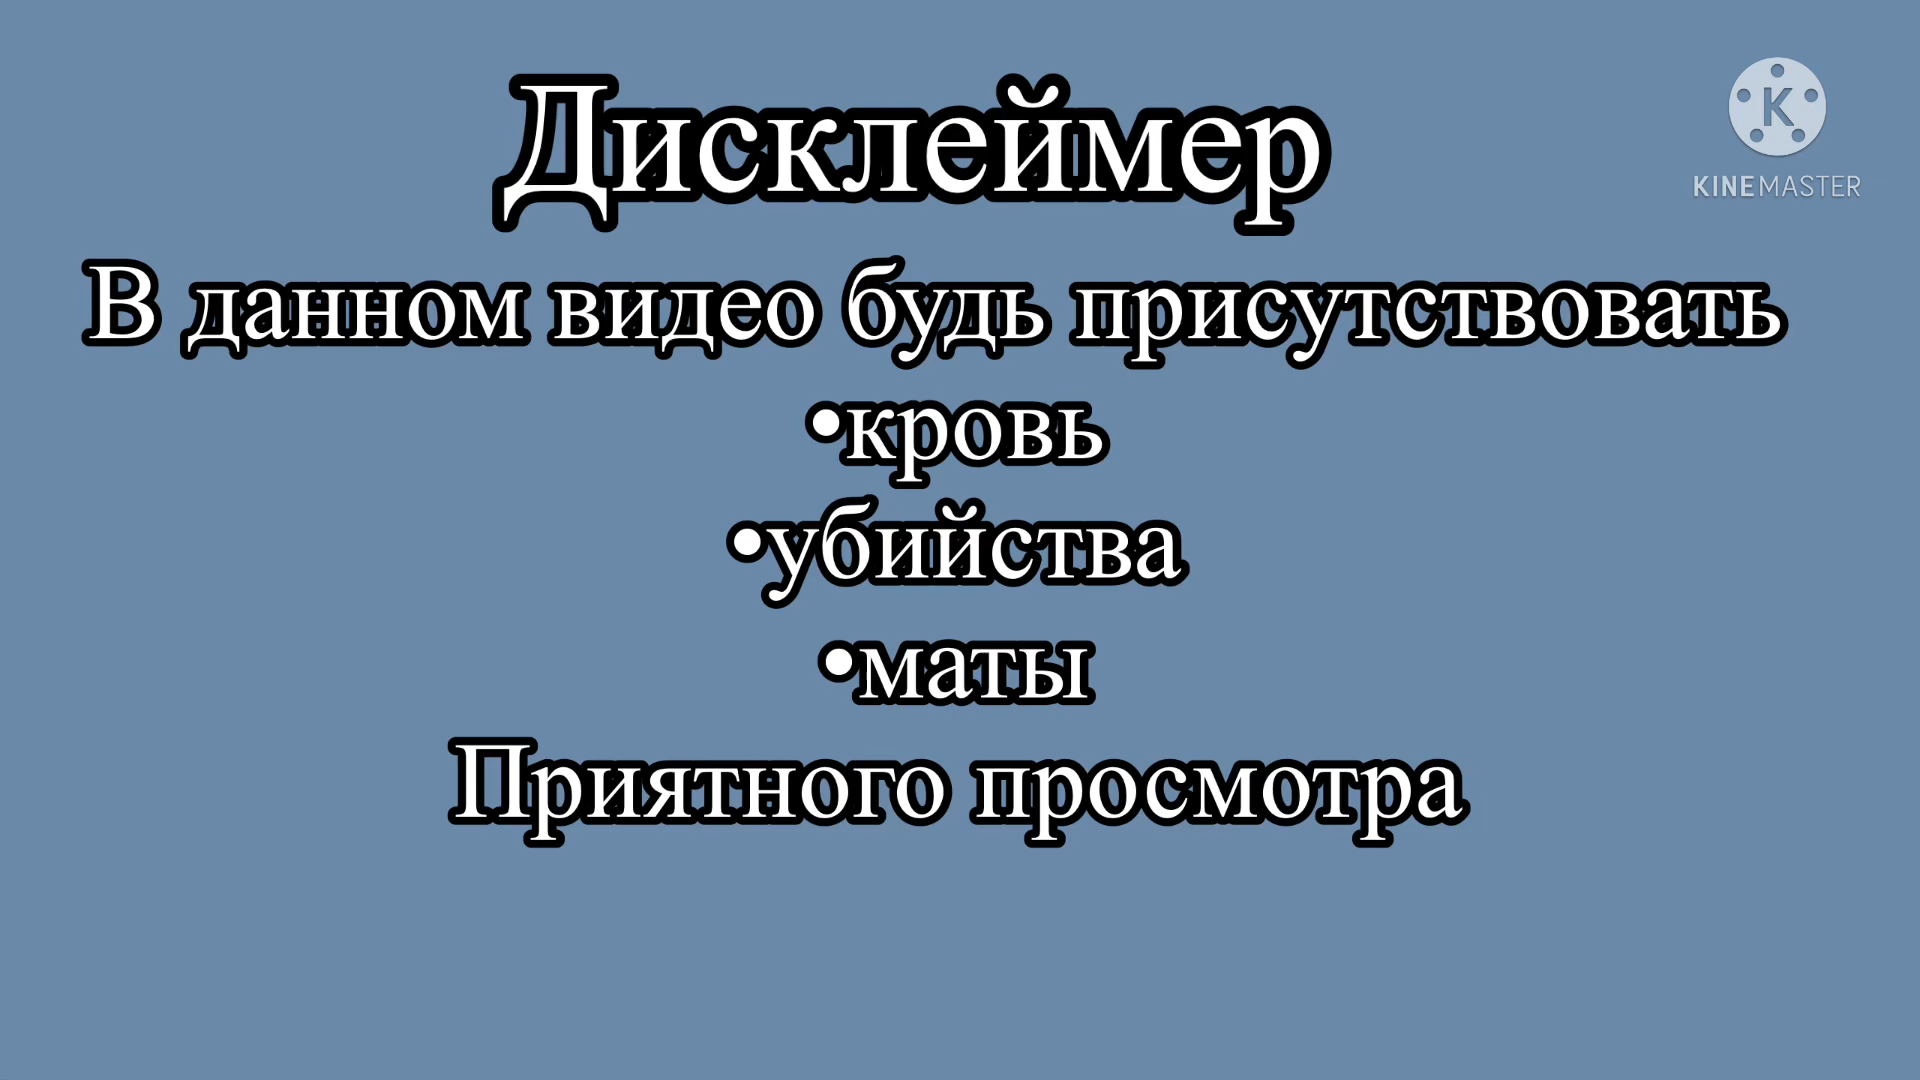 Дисклеймер
KINEMASTER
В данном видео будь присутствовать
•кровь
•убийства
•маты
Приятного просмотра